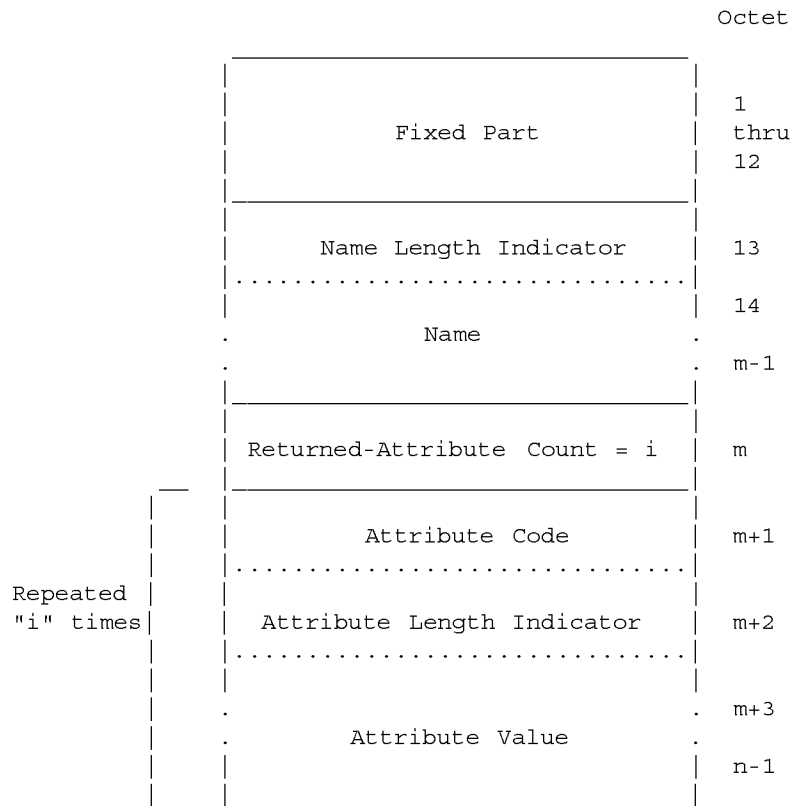 Octet
1
Fixed Part thru
12
Name Length Indicator 13
14
Name
m-1
Returned-Attribute Count = i m
Attribute Code m+1
Repeated
"i" times Attribute Length Indicator m+2
m+3
Attribute Value
n-1